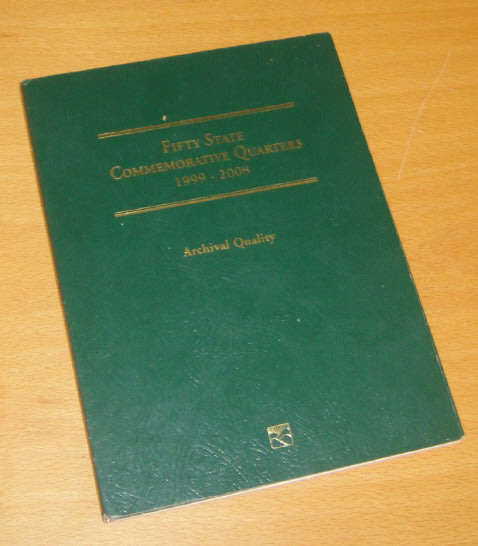 Fifty State
Commemorative Quarters
1999 - 2008
Archival Quality